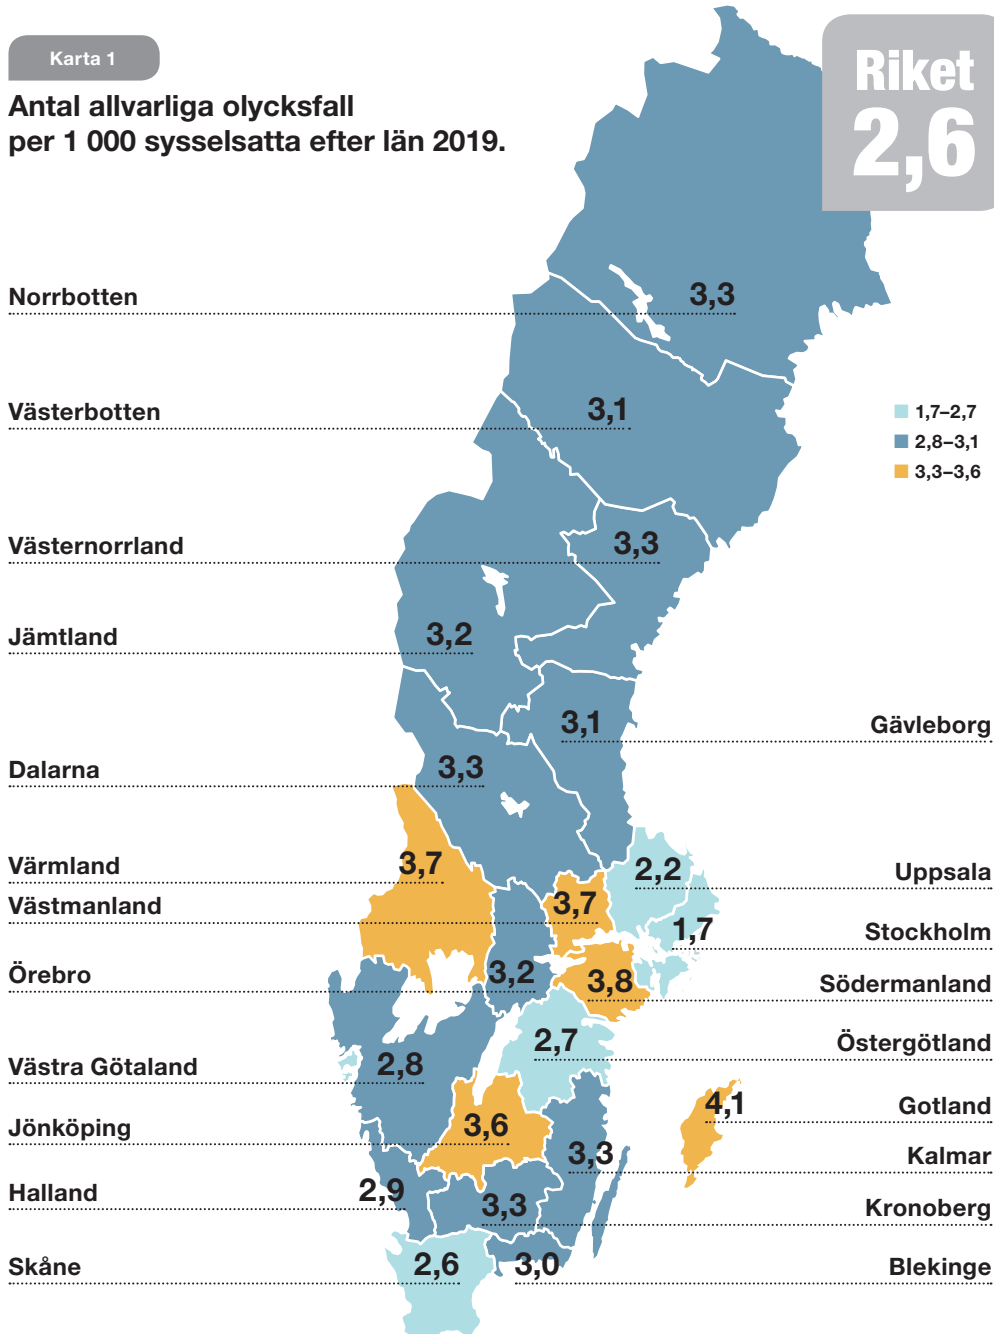 Karta 1
Antal allvarliga olycksfall
per 1 000 sysselsatta efter län 2019.
Riket
2,6
Norrbotten 3,3
Västerbotten 3,1
1,7–2,7
2,8–3,1
3,3–3,6
Västernorrland 3,3
Jämtland 3,2
3,1 Gävleborg
Dalarna 3,3
Värmland 3,7
2,2 Uppsala
Västmanland 3,7
1,7 Stockholm
Örebro 3,2
3,8 Södermanland
2,7 Östergötland
Västra Götaland 2,8
4,1 Gotland
Jönköping 3,6
3,3 Kalmar
Halland 2,9
3,3 Kronoberg
Skåne 2,6
3,0 Blekinge